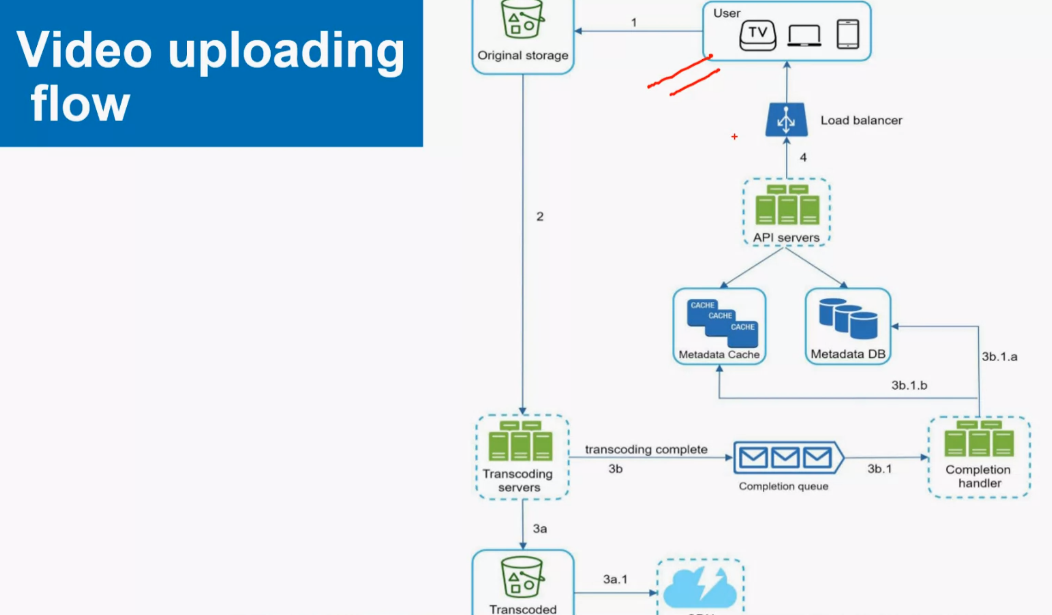 Video uploading
flow
Original storage
1
User
TV
Load balancer
4
2
API servers
CACHE
CACHE
CACHE
Metadata Cache
Metadata DB
3b.1.a
3b.1.b
Transcoding
servers
transcoding complete
3b
Completion queue
3b.1
Completion
handler
3a
Transcoded
3a.1